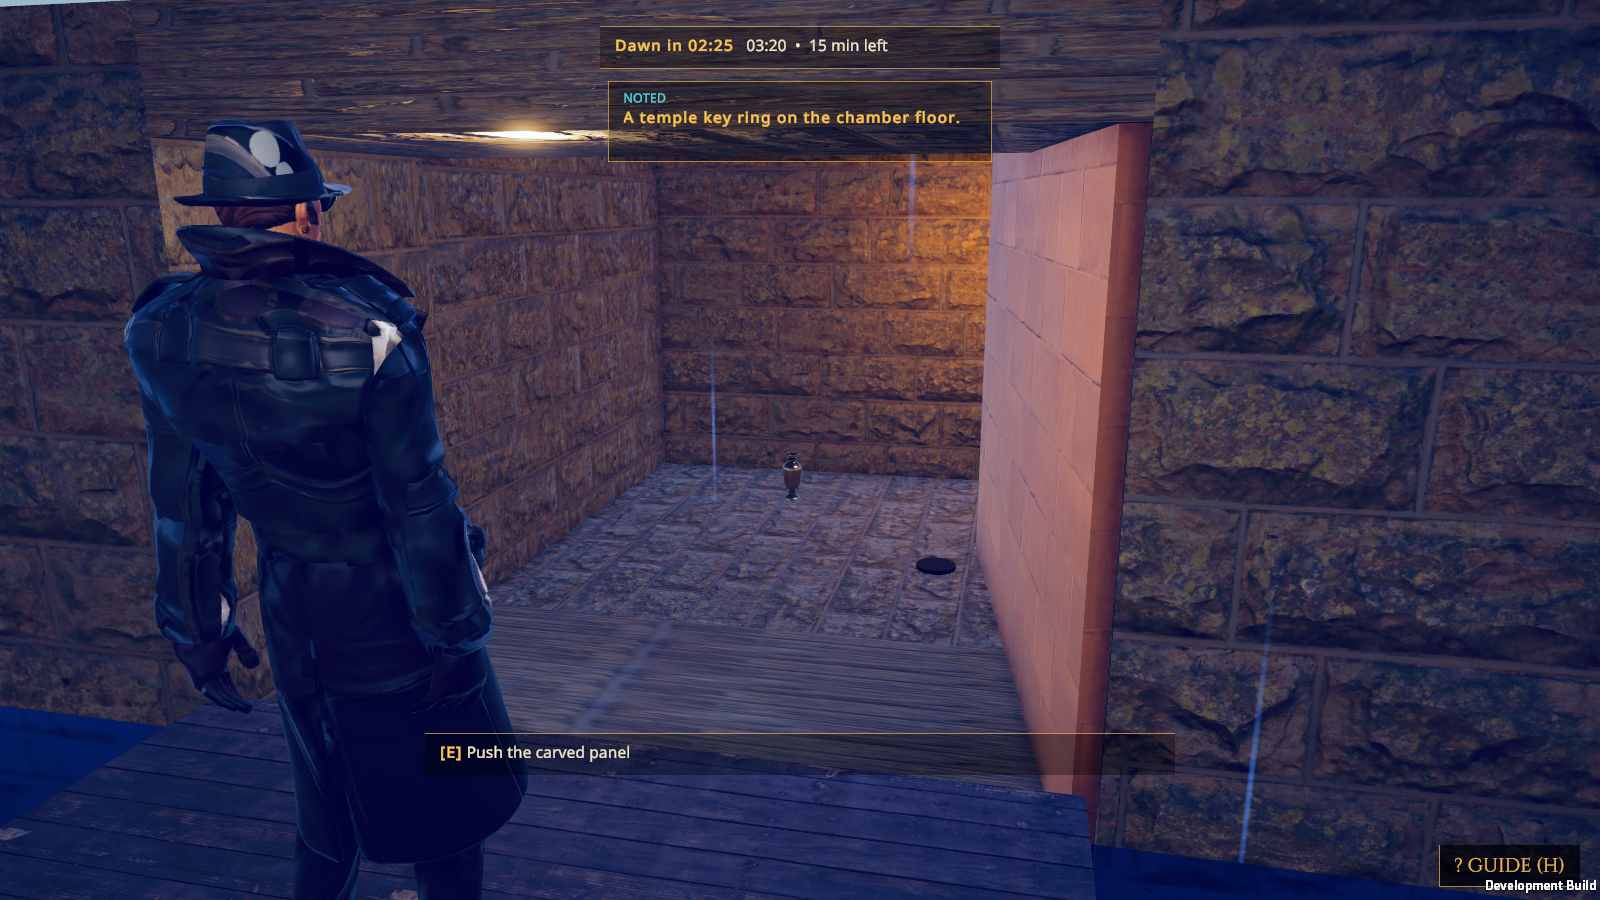 Dawn in 02:25 03:20 • 15 min left
NOTED
A temple key ring on the chamber floor.
[E] Push the carved panel
? GUIDE (H)
Development Build